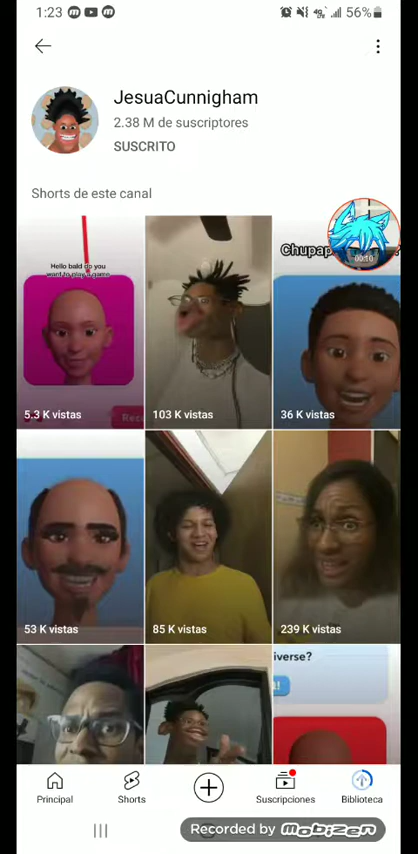 1:23
56%
JesuaCunnigham
2.38 M de suscriptores
SUSCRITO
Shorts de este canal
Hello bald do you
want to play a game
Chupap
00:10
5.3 K vistas
103 K vistas
36 K vistas
53 K vistas
85 K vistas
239 K vistas
iverse?
Principal
Shorts
Suscripciones
Biblioteca
Recorded by mobizen